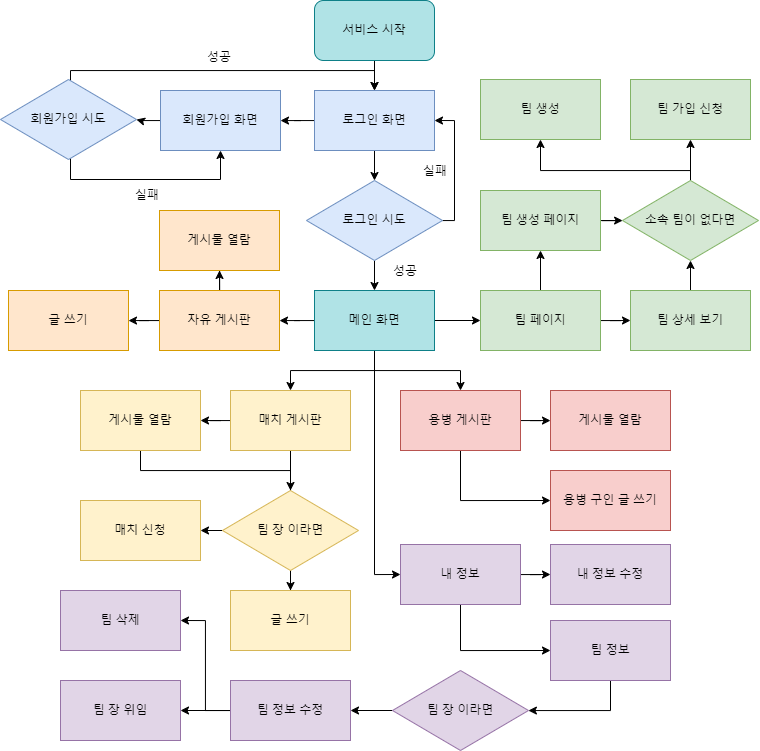 서비스 시작
성공
회원가입 시도
회원가입 화면
로그인 화면
팀 생성
팀 가입 신청
실패
실패
로그인 시도
팀 생성 페이지
소속 팀이 없다면
게시물 열람
성공
글 쓰기
자유 게시판
메인 화면
팀 페이지
팀 상세 보기
게시물 열람
매치 게시판
용병 게시판
게시물 열람
매치 신청
팀 장 이라면
용병 구인 글 쓰기
내 정보
내 정보 수정
팀 삭제
글 쓰기
팀 정보
팀 장 위임
팀 정보 수정
팀 장 이라면